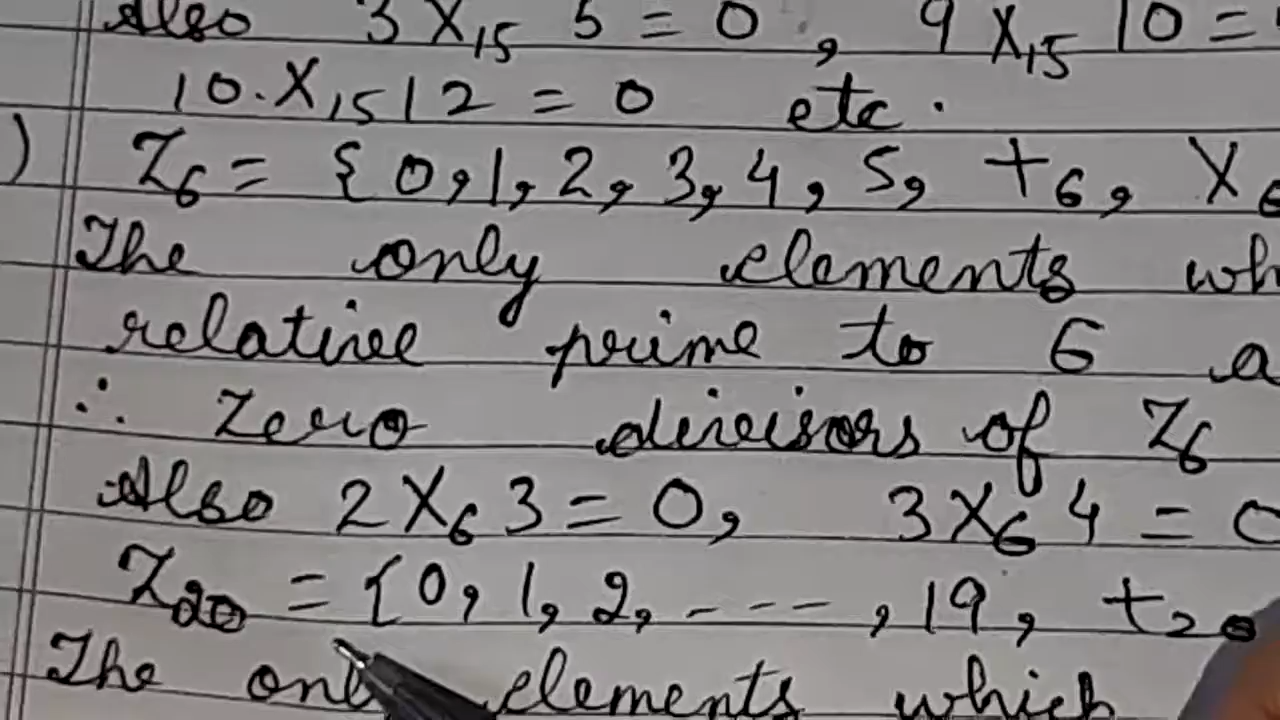 Also 3 X₁₅ 5 = 0, 9 X₁₅ 10 =
10. X₁₅ 12 = 0 etc.
) Z₆ = {0, 1, 2, 3, 4, 5, +₆, X₆
The only elements wh
relative prime to 6 a
∴ Zero divisors of Z₆
Also 2 X₆ 3 = 0, 3 X₆ 4 = 0
Z₂₀ = {0, 1, 2, ----, 19, +₂₀
The onl elements which